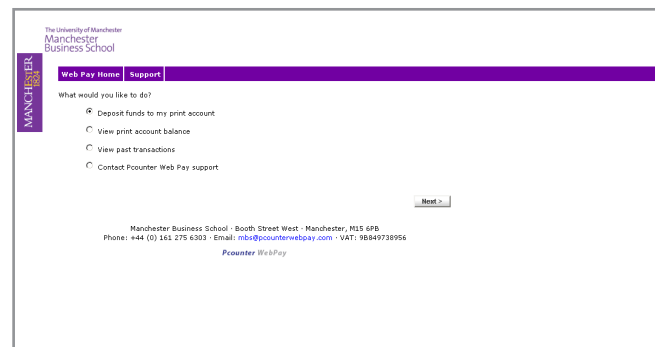 The University of Manchester
Manchester
Business School
MANCHESTER
1824
Web Pay Home Support
What would you like to do?
Deposit funds to my print account
View print account balance
View past transactions
Contact Pcounter Web Pay support
Next >
Manchester Business School · Booth Street West · Manchester, M15 6PB
Phone: +44 (0) 161 275 6303 · Email: mbs@pcounterwebpay.com · VAT: 9B849738956
Pcounter WebPay